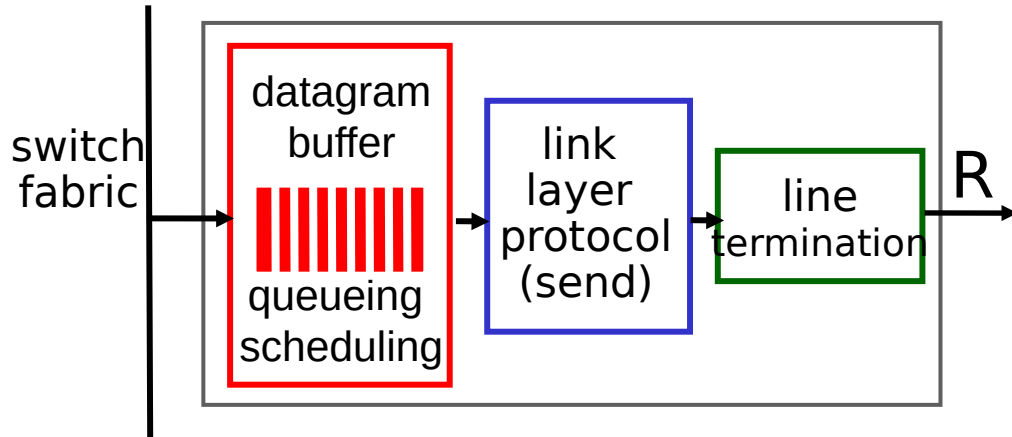 switch
fabric
datagram
buffer
queueing
scheduling
link
layer
protocol
(send)
line
termination
R